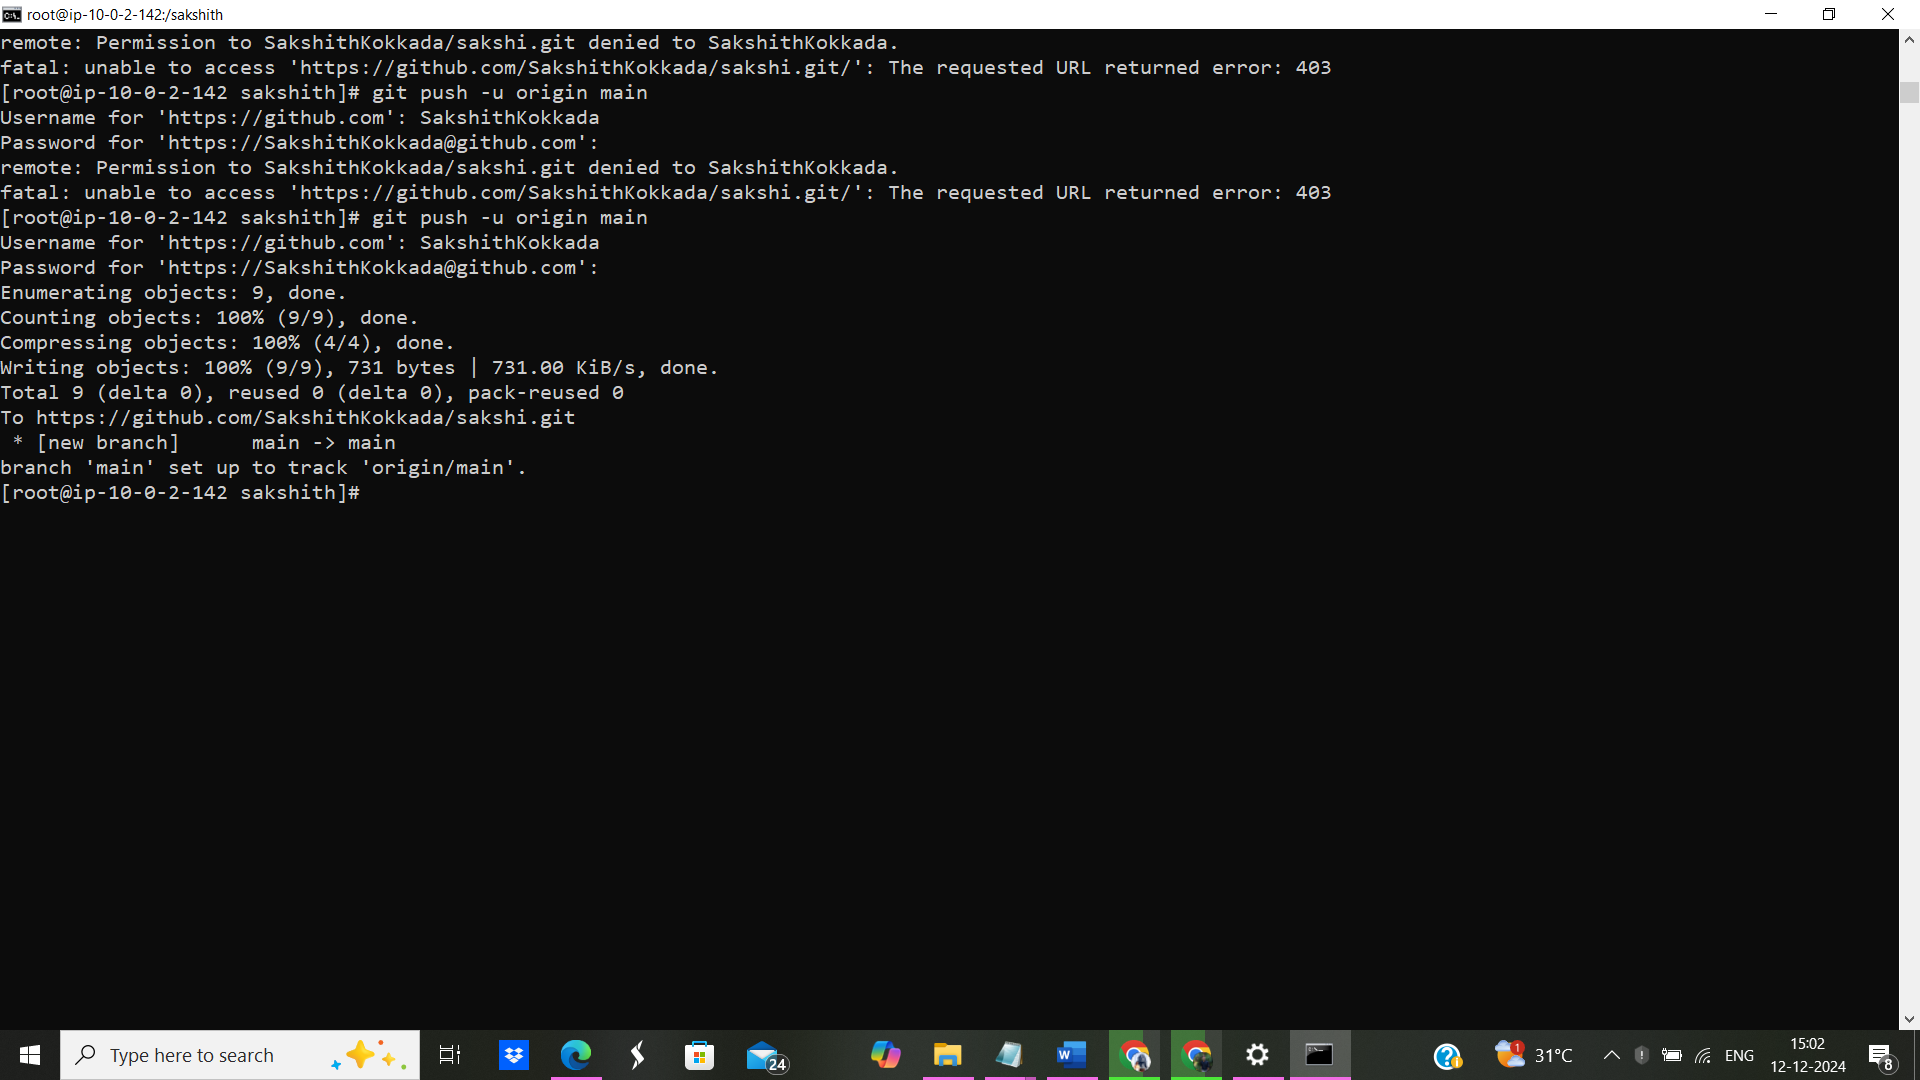 root@ip-10-0-2-142:/sakshith
remote: Permission to SakshithKokkada/sakshi.git denied to SakshithKokkada.
fatal: unable to access 'https://github.com/SakshithKokkada/sakshi.git/': The requested URL returned error: 403
[root@ip-10-0-2-142 sakshith]# git push -u origin main
Username for 'https://github.com': SakshithKokkada
Password for 'https://SakshithKokkada@github.com':
remote: Permission to SakshithKokkada/sakshi.git denied to SakshithKokkada.
fatal: unable to access 'https://github.com/SakshithKokkada/sakshi.git/': The requested URL returned error: 403
[root@ip-10-0-2-142 sakshith]# git push -u origin main
Username for 'https://github.com': SakshithKokkada
Password for 'https://SakshithKokkada@github.com':
Enumerating objects: 9, done.
Counting objects: 100% (9/9), done.
Compressing objects: 100% (4/4), done.
Writing objects: 100% (9/9), 731 bytes | 731.00 KiB/s, done.
Total 9 (delta 0), reused 0 (delta 0), pack-reused 0
To https://github.com/SakshithKokkada/sakshi.git
 * [new branch]      main -> main
branch 'main' set up to track 'origin/main'.
[root@ip-10-0-2-142 sakshith]#
Type here to search
24
1
31°C
ENG
15:02
12-12-2024
8